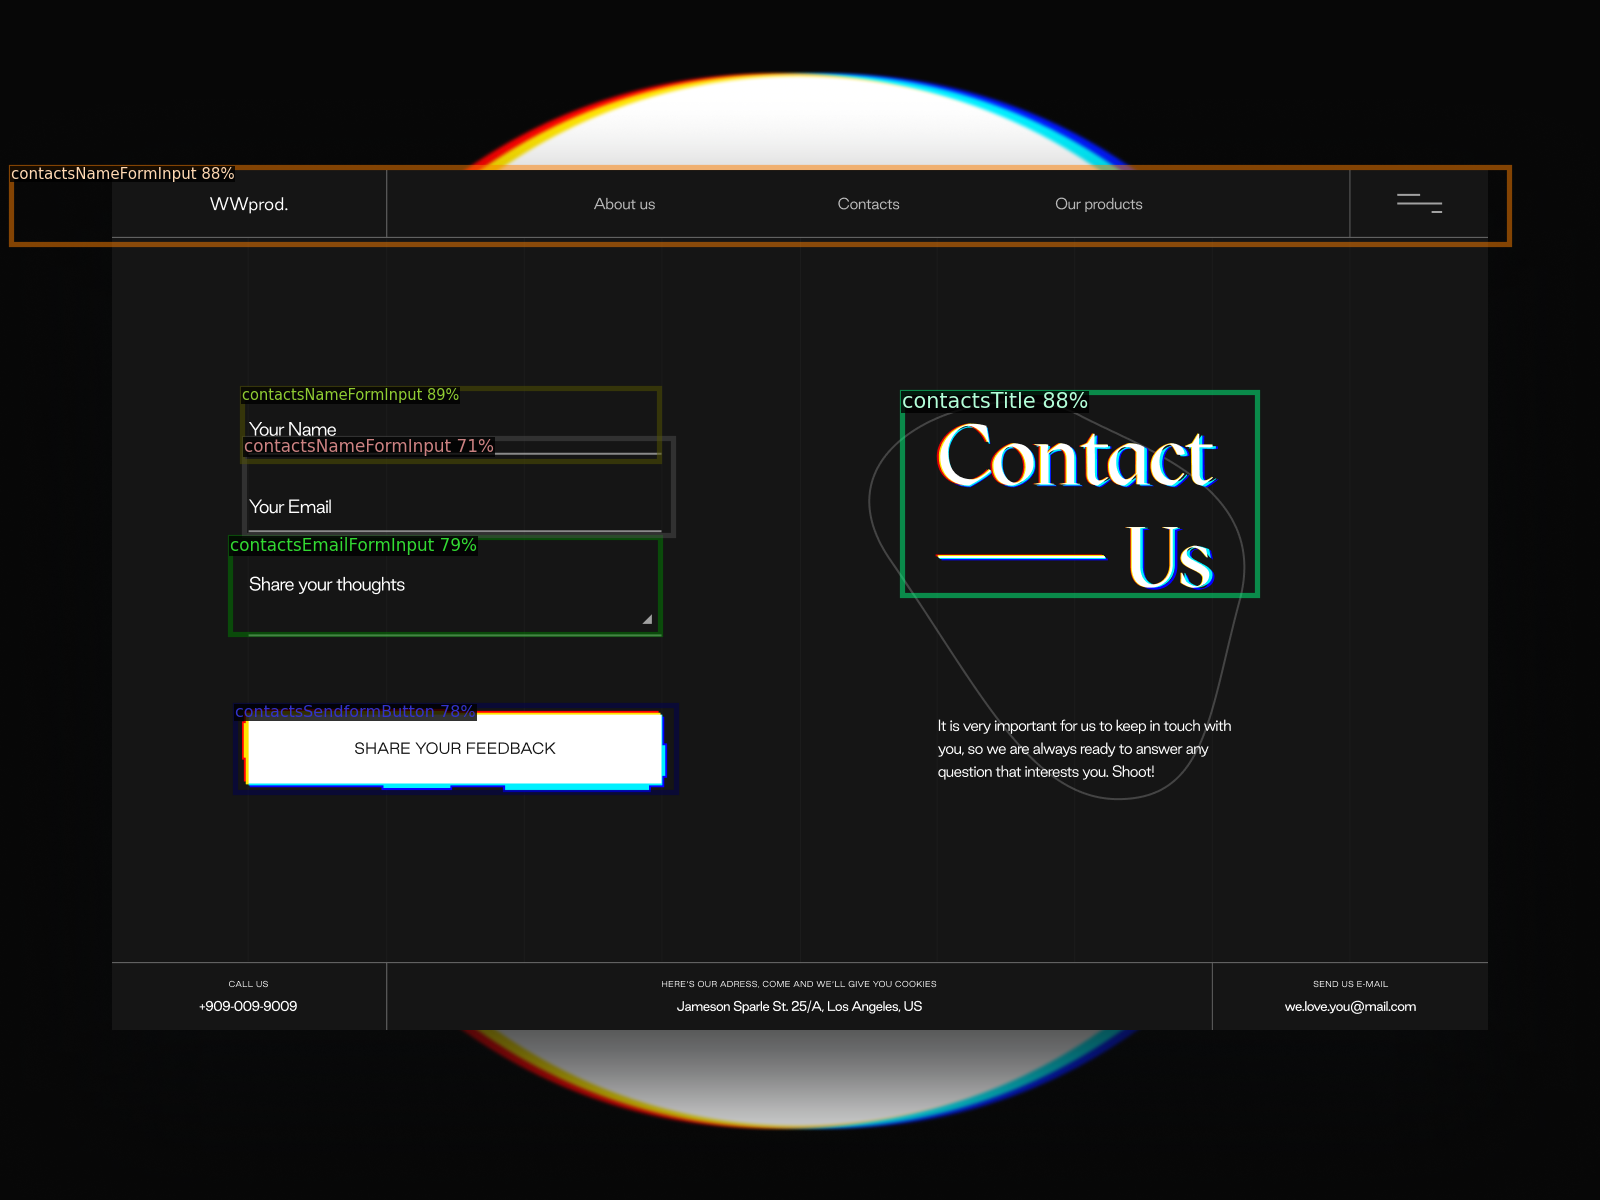 contactsNameFormInput 88%
WWprod.
About us
Contacts
Our products
contactsNameFormInput 89%
Your Name
contactsNameFormInput 71%
Your Email
contactsEmailFormInput 79%
Share your thoughts
contactsSendformButton 78%
SHARE YOUR FEEDBACK
contactsTitle 88%
Contact
Us
It is very important for us to keep in touch with
you, so we are always ready to answer any
question that interests you. Shoot!
CALL US
+909-009-9009
HERE'S OUR ADRESS, COME AND WE'LL GIVE YOU COOKIES
Jameson Sparle St. 25/A, Los Angeles, US
SEND US E-MAIL
we.love.you@mail.com